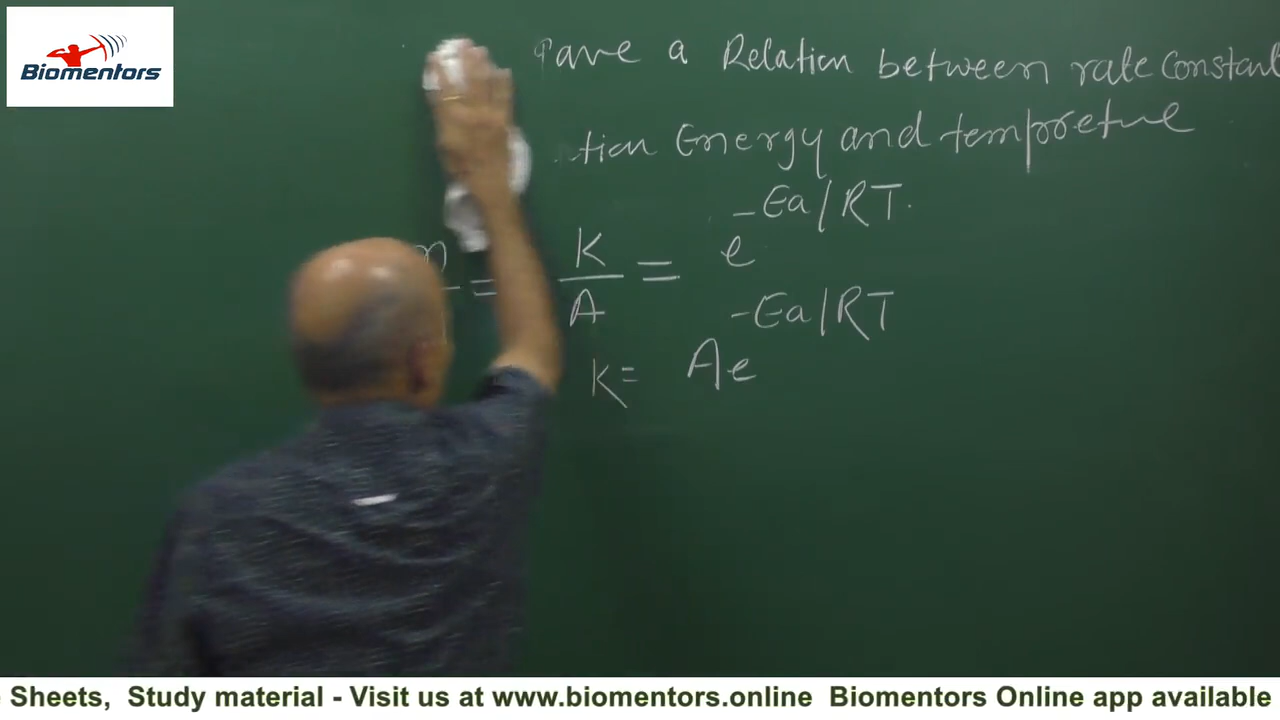 Biomentors
gave a Relation between rate Constant
tion Energy and tempretue
n
= K/A = e^-Ea/RT.
K = Ae^-Ea/RT
Sheets, Study material - Visit us at www.biomentors.online Biomentors Online app available